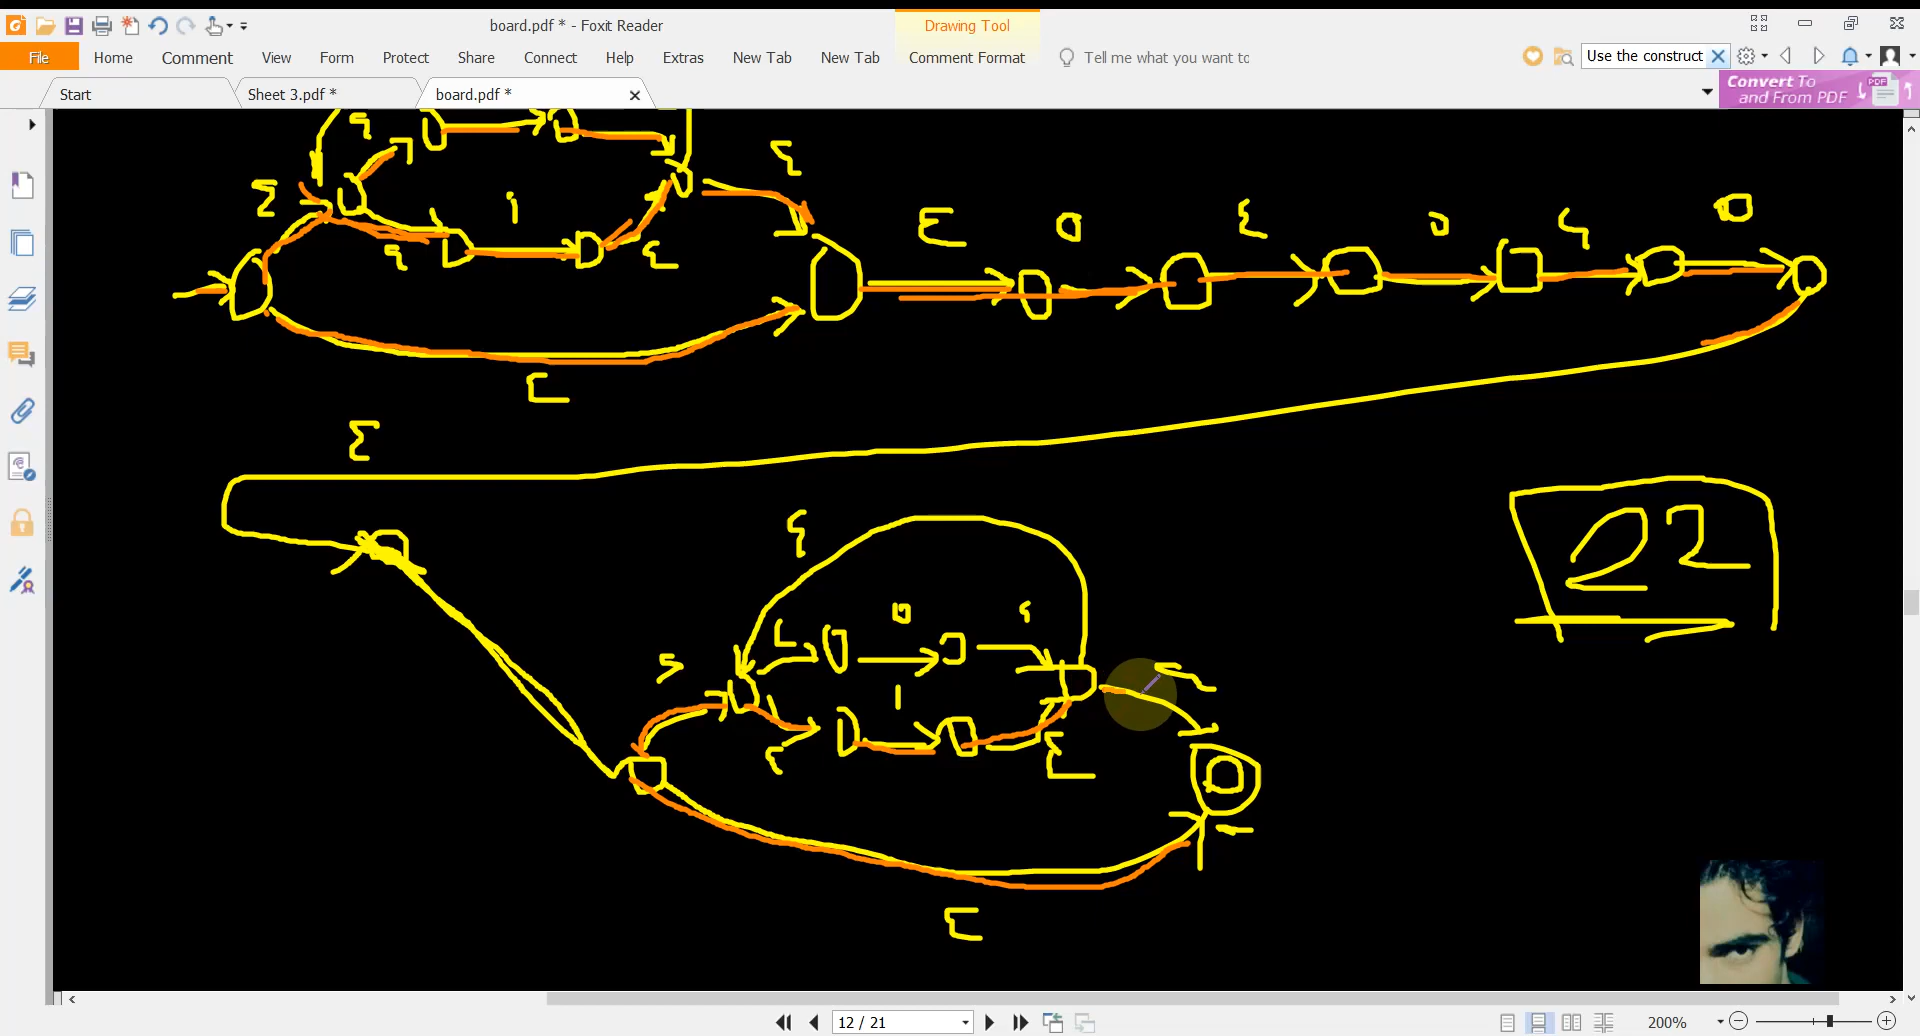 board.pdf * - Foxit Reader
Drawing Tool
File Home Comment View Form Protect Share Connect Help Extras New Tab New Tab Comment Format Tell me what you want to
Use the construct
Start Sheet 3.pdf * board.pdf *
Convert To
and From PDF
PDF
ε
Σ 1 Ε 0 ε 0 ε 0
ε ε
Σ
Σ
Q2
ε
0 ε
ε
1
ε
Σ
Σ
12 / 21
200%